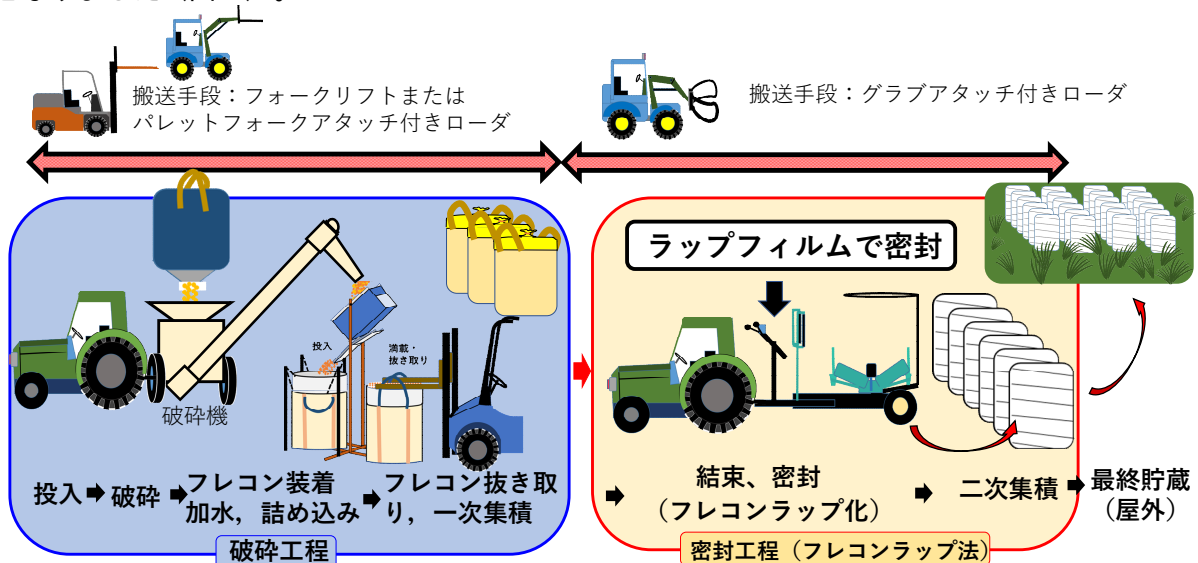 搬送手段：フォークリフトまたは
パレットフォークアタッチ付きローダ
搬送手段：グラブアタッチ付きローダ
ラップフィルムで密封
投入
満載・
抜き取り
破砕機
投入
破砕
フレコン装着
加水，詰め込み
フレコン抜き取
り，一次集積
破砕工程
結束、密封
（フレコンラップ化）
二次集積
最終貯蔵
（屋外）
密封工程（フレコンラップ法）